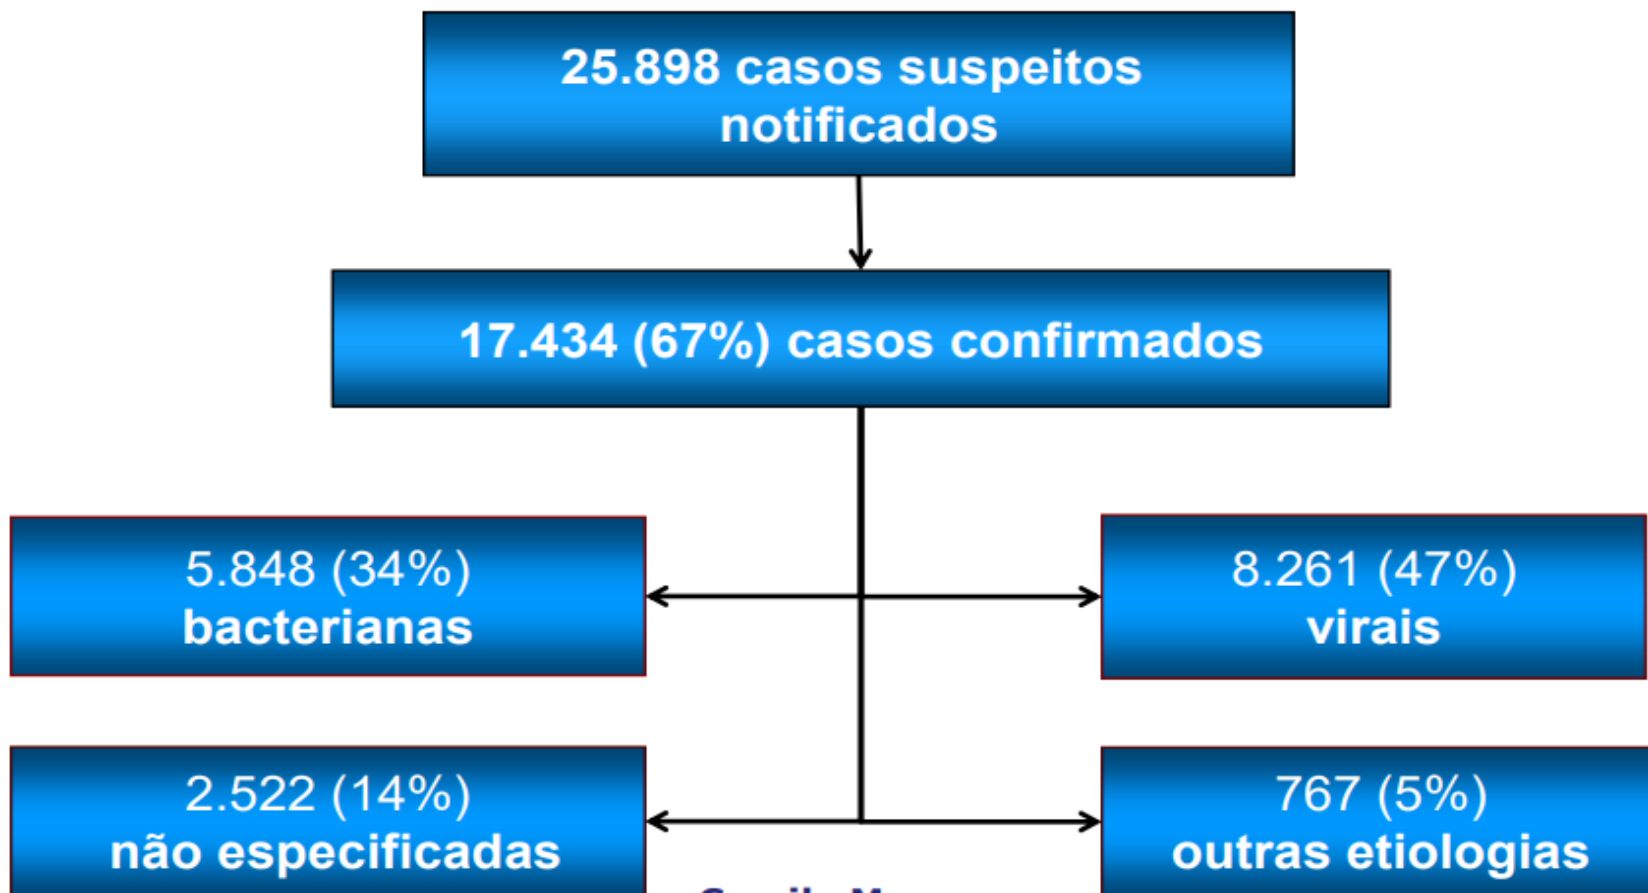 25.898 casos suspeitos
notificados
17.434 (67%) casos confirmados
5.848 (34%)
bacterianas
8.261 (47%)
virais
2.522 (14%)
não especificadas
767 (5%)
outras etiologias